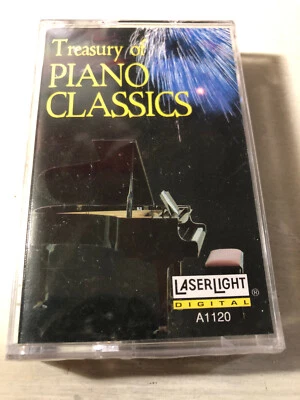 Treasury of
PIANO
CLASSICS
LASERLIGHT
DIGITAL ®
A1120